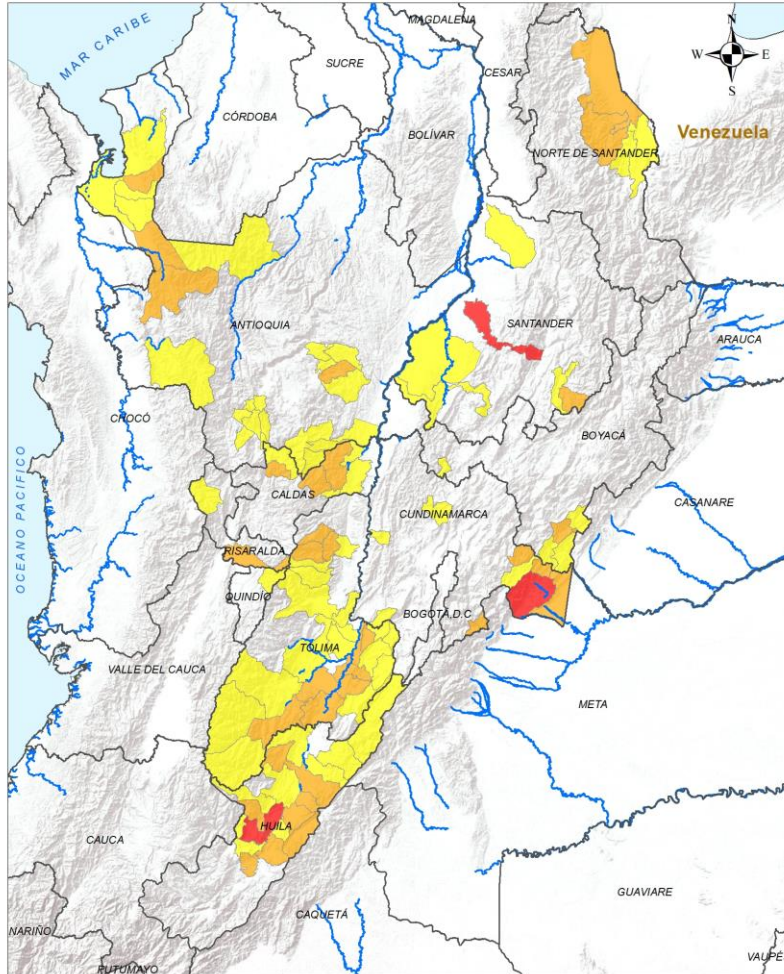 MAGDALENA
N
MAR CARIBE
SUCRE
CESAR
W
E
S
CÓRDOBA
BOLÍVAR
Venezuela
NORTE DE SANTANDER
ANTIOQUIA
SANTANDER
ARAUCA
CHOCÓ
BOYACÁ
OCEANO PACIFICO
CALDAS
CUNDINAMARCA
CASANARE
RISARALDA
QUINDÍO
BOGOTÁ,D.C
TOLIMA
VALLE DEL CAUCA
META
HUILA
CAUCA
GUAVIARE
CAQUETÁ
NARIÑO
PUTUMAYO
VAUPÉ